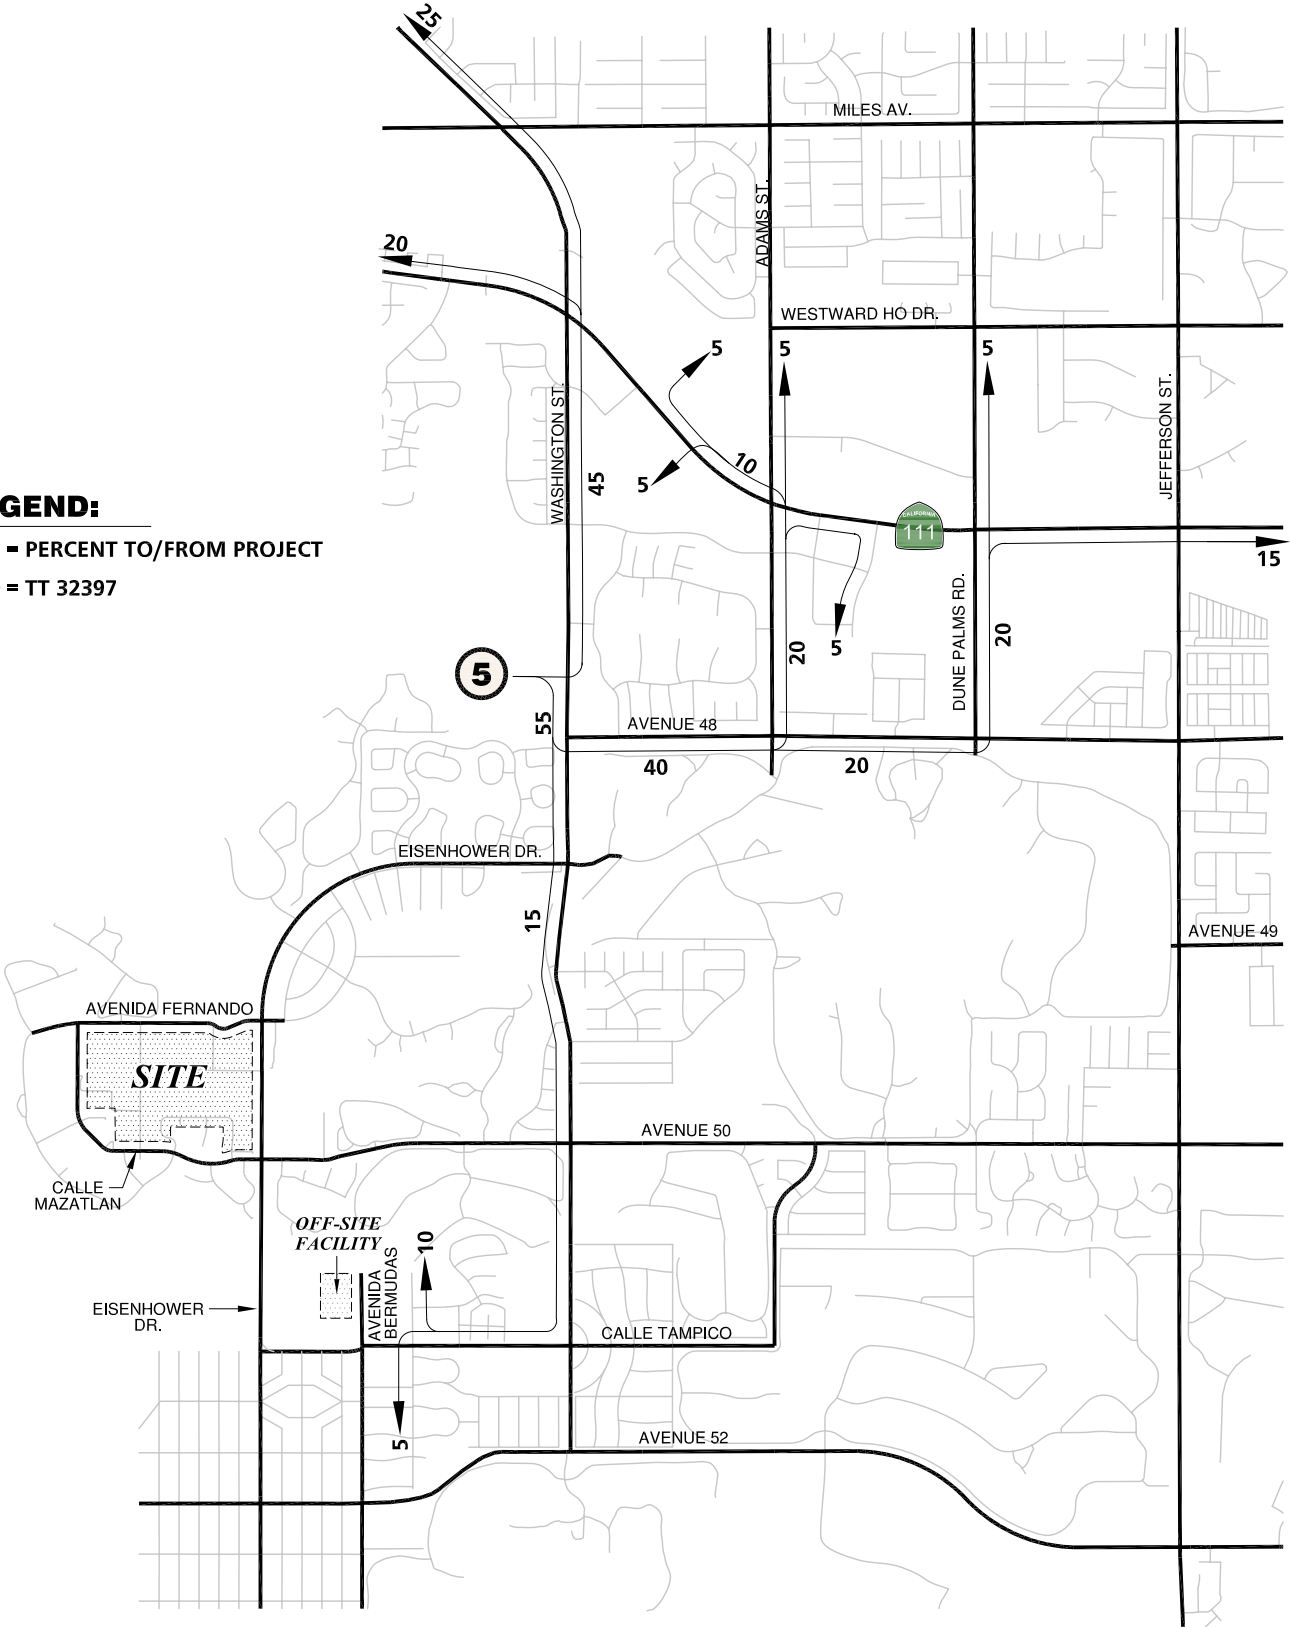 25
MILES AV.
ADAMS ST.
20
WESTWARD HO DR.
5
5
5
JEFFERSON ST.
WASHINGTON ST.
10
45
5
GEND:
CALIFORNIA
111
= PERCENT TO/FROM PROJECT
15
= TT 32397
DUNE PALMS RD.
20
20
5
5
55
AVENUE 48
40
20
EISENHOWER DR.
15
AVENUE 49
AVENIDA FERNANDO
SITE
AVENUE 50
CALLE
MAZATLAN
OFF-SITE
FACILITY
10
AVENIDA
BERMUDAS
EISENHOWER
DR.
CALLE TAMPICO
5
AVENUE 52